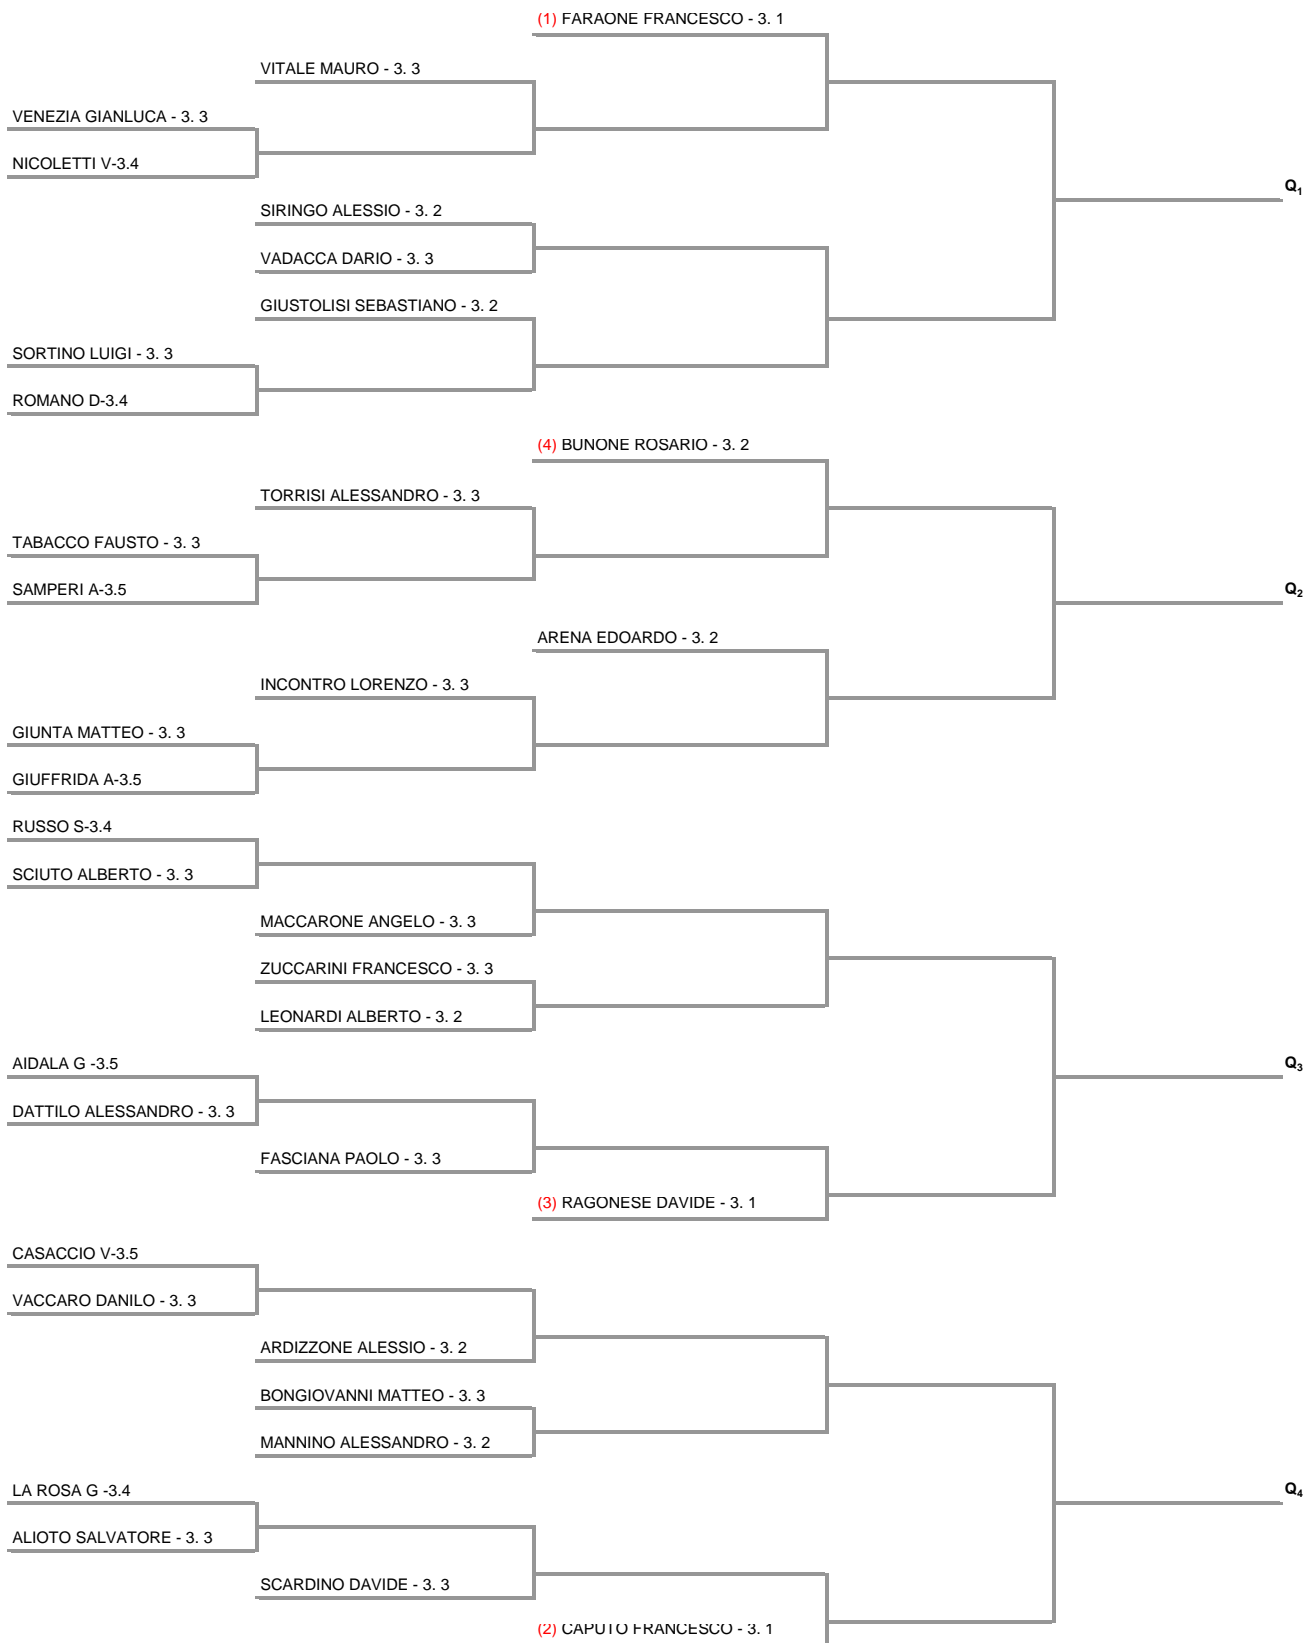 (1) FARAONE FRANCESCO - 3. 1
VITALE MAURO - 3. 3
VENEZIA GIANLUCA - 3. 3
NICOLETTI V-3.4
Q1
SIRINGO ALESSIO - 3. 2
VADACCA DARIO - 3. 3
GIUSTOLISI SEBASTIANO - 3. 2
SORTINO LUIGI - 3. 3
ROMANO D-3.4
(4) BUNONE ROSARIO - 3. 2
TORRISI ALESSANDRO - 3. 3
TABACCO FAUSTO - 3. 3
SAMPERI A-3.5
Q2
ARENA EDOARDO - 3. 2
INCONTRO LORENZO - 3. 3
GIUNTA MATTEO - 3. 3
GIUFFRIDA A-3.5
RUSSO S-3.4
SCIUTO ALBERTO - 3. 3
MACCARONE ANGELO - 3. 3
ZUCCARINI FRANCESCO - 3. 3
LEONARDI ALBERTO - 3. 2
AIDALA G -3.5
Q3
DATTILO ALESSANDRO - 3. 3
FASCIANA PAOLO - 3. 3
(3) RAGONESE DAVIDE - 3. 1
CASACCIO V-3.5
VACCARO DANILO - 3. 3
ARDIZZONE ALESSIO - 3. 2
BONGIOVANNI MATTEO - 3. 3
MANNINO ALESSANDRO - 3. 2
LA ROSA G -3.4
Q4
ALIOTO SALVATORE - 3. 3
SCARDINO DAVIDE - 3. 3
(2) CAPUTO FRANCESCO - 3. 1